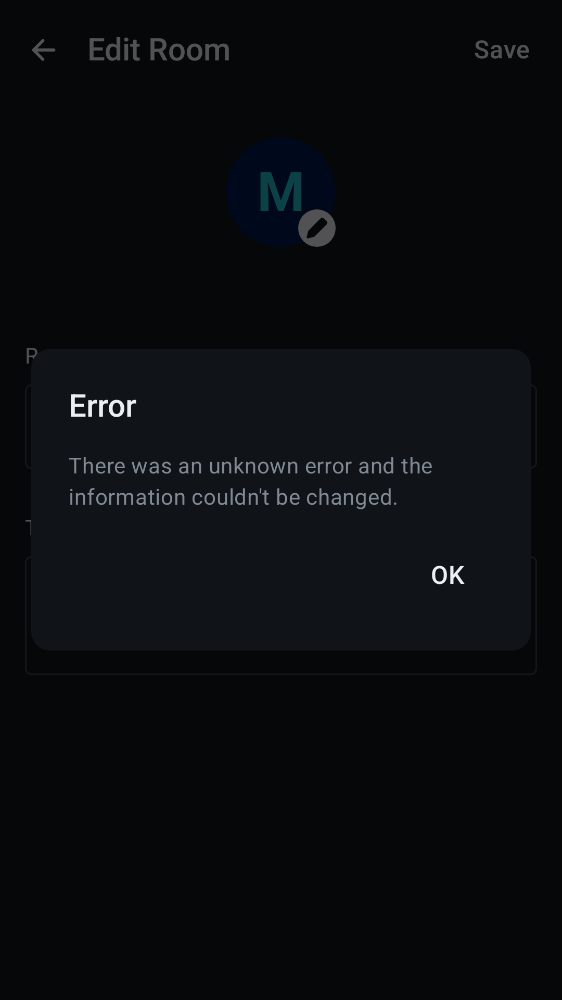 Edit Room
Save
M
R
Error
There was an unknown error and the
information couldn't be changed.
T
OK